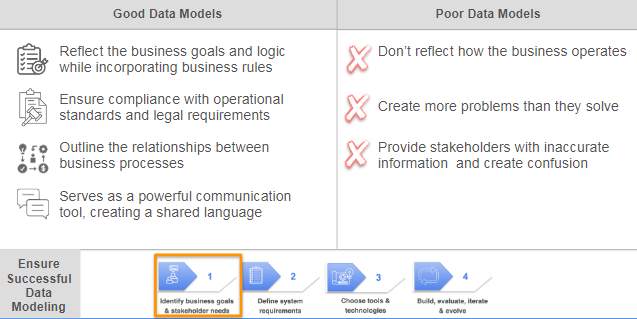 Good Data Models
Poor Data Models
Reflect the business goals and logic
while incorporating business rules
Ensure compliance with operational
standards and legal requirements
Outline the relationships between
business processes
Serves as a powerful communication
tool, creating a shared language
Don’t reflect how the business operates
Create more problems than they solve
Provide stakeholders with inaccurate
information and create confusion
Ensure
Successful
Data
Modeling
1
Identify business goals
& stakeholder needs
2
Define system
requirements
3
Choose tools &
technologies
4
Build, evaluate, iterate
& evolve